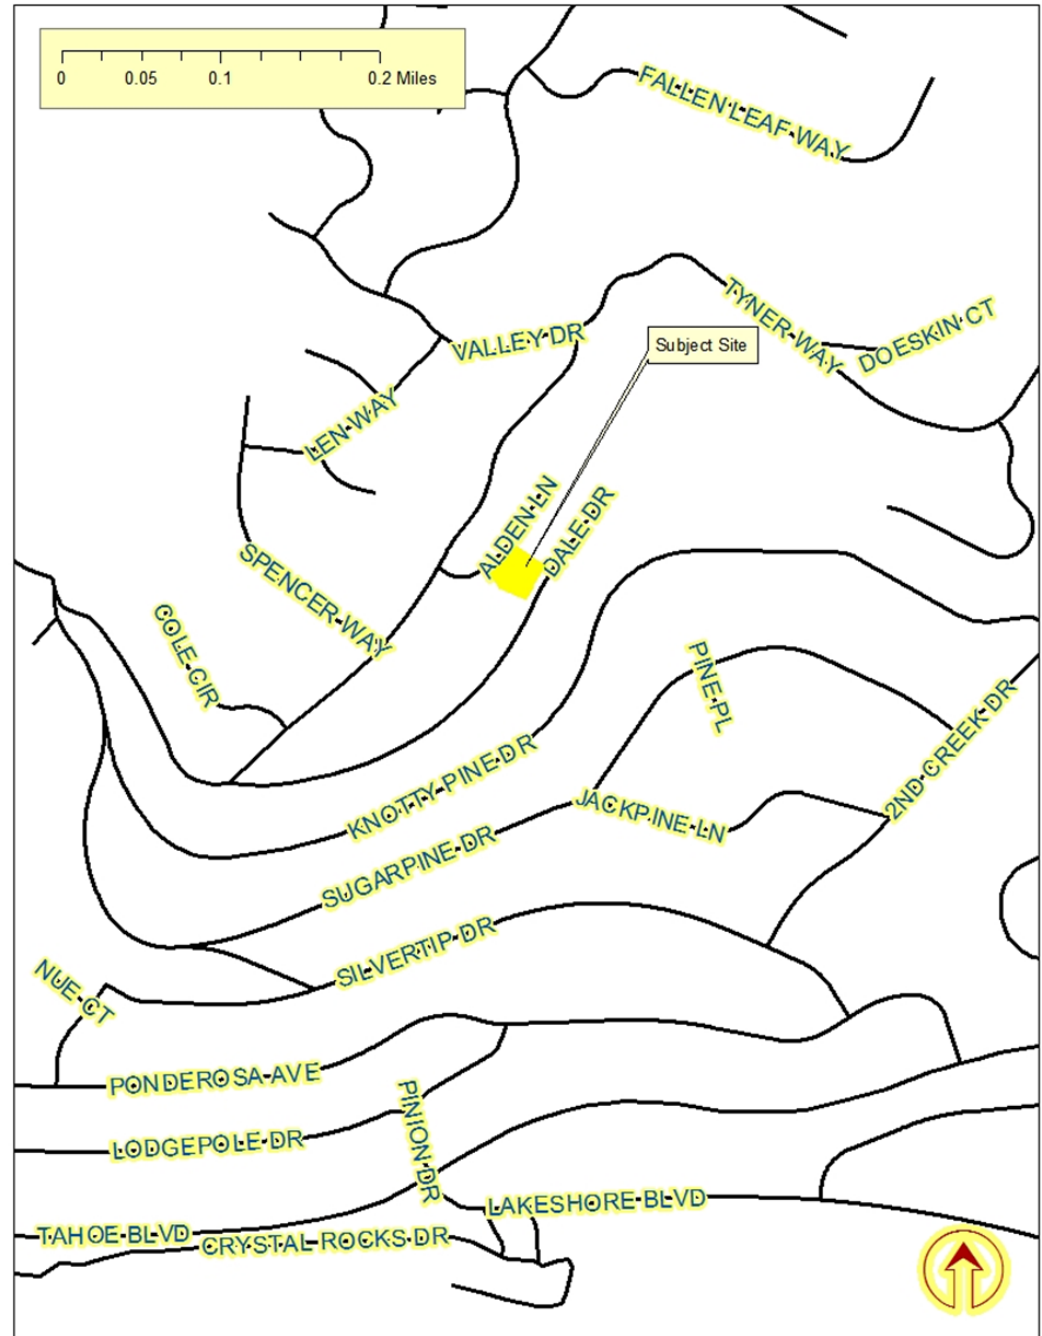 0 0.05 0.1 0.2 Miles
FALLEN LEAF WAY
TYNER WAY
DOESKIN CT
VALLEY DR
Subject Site
LEN WAY
ALDEN LN
DALE DR
SPENCER WAY
COLE CIR
PINE PL
2ND CREEK DR
KNOTTY PINE DR
JACKPINE LN
SUGARPINE DR
SILVERTIP DR
NUE CT
PONDEROSA AVE
PINION DR
LODGEPOLE DR
LAKESHORE BLVD
TAHOE BLVD
CRYSTAL ROCKS DR